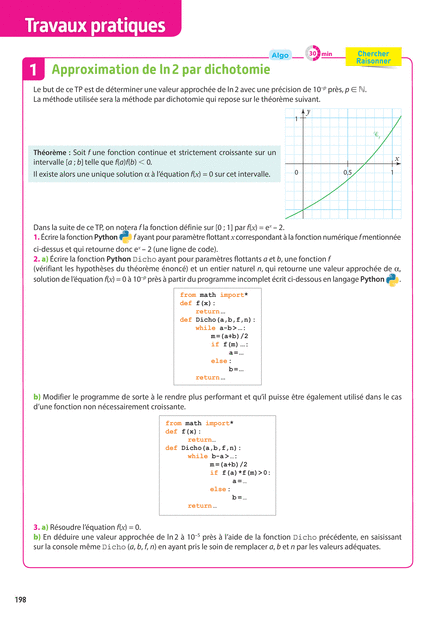 Travaux pratiques
Algo
30 min
Chercher
Raisonner
1 Approximation de ln 2 par dichotomie
Le but de ce TP est de déterminer une valeur approchée de ln 2 avec une précision de 10⁻ᵖ près, p ∈ ℕ.
La méthode utilisée sera la méthode par dichotomie qui repose sur le théorème suivant.
Théorème : Soit f une fonction continue et strictement croissante sur un
intervalle [a ; b] telle que f(a)f(b) < 0.
Il existe alors une unique solution α à l'équation f(x) = 0 sur cet intervalle.
y
1
x
0
0,5
1
Dans la suite de ce TP, on notera f la fonction définie sur [0 ; 1] par f(x) = eˣ – 2.
1. Écrire la fonction Python f ayant pour paramètre flottant x correspondant à la fonction numérique f mentionnée
ci-dessus et qui retourne donc eˣ – 2 (une ligne de code).
2. a) Écrire la fonction Python Dicho ayant pour paramètres flottants a et b, une fonction f
(vérifiant les hypothèses du théorème énoncé) et un entier naturel n, qui retourne une valeur approchée de α,
solution de l'équation f(x) = 0 à 10⁻ᵖ près à partir du programme incomplet écrit ci-dessous en langage Python .
from math import*
def f(x):
return…
def Dicho(a,b,f,n):
while a-b>…:
m=(a+b)/2
if f(m)…:
a=…
else:
b=…
return…
b) Modifier le programme de sorte à le rendre plus performant et qu'il puisse être également utilisé dans le cas
d'une fonction non nécessairement croissante.
from math import*
def f(x):
return…
def Dicho(a,b,f,n):
while b-a>…:
m=(a+b)/2
if f(a)*f(m)>0:
a=…
else:
b=…
return…
3. a) Résoudre l'équation f(x) = 0.
b) En déduire une valeur approchée de ln 2 à 10⁻⁵ près à l'aide de la fonction Dicho précédente, en saisissant
sur la console même Dicho (a, b, f, n) en ayant pris le soin de remplacer a, b et n par les valeurs adéquates.
198